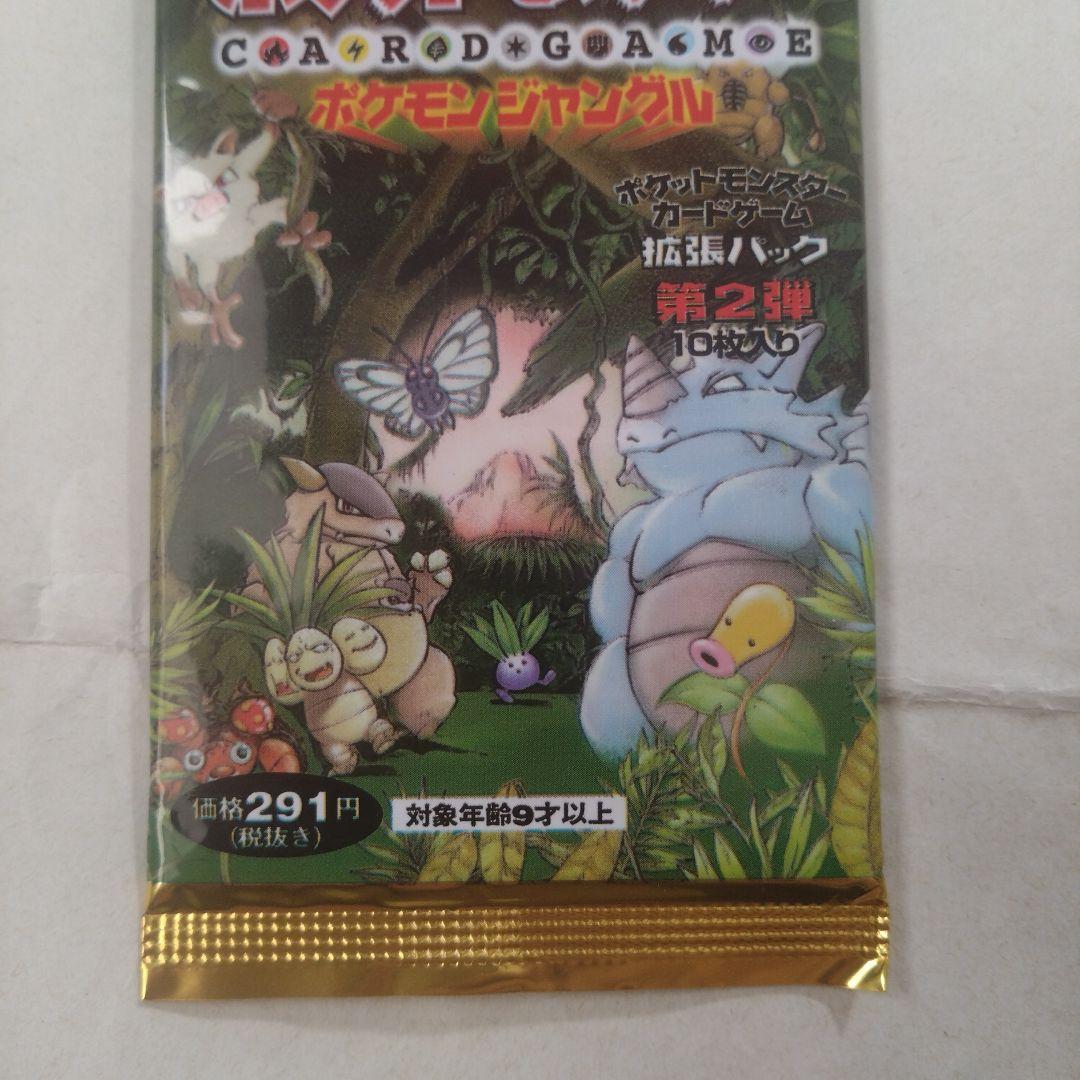 CARDGAME
ポケモンジャングル
ポケットモンスター
カードゲーム
拡張パック
第2弾
10枚入り
価格291円
(税抜き)
対象年齢9才以上